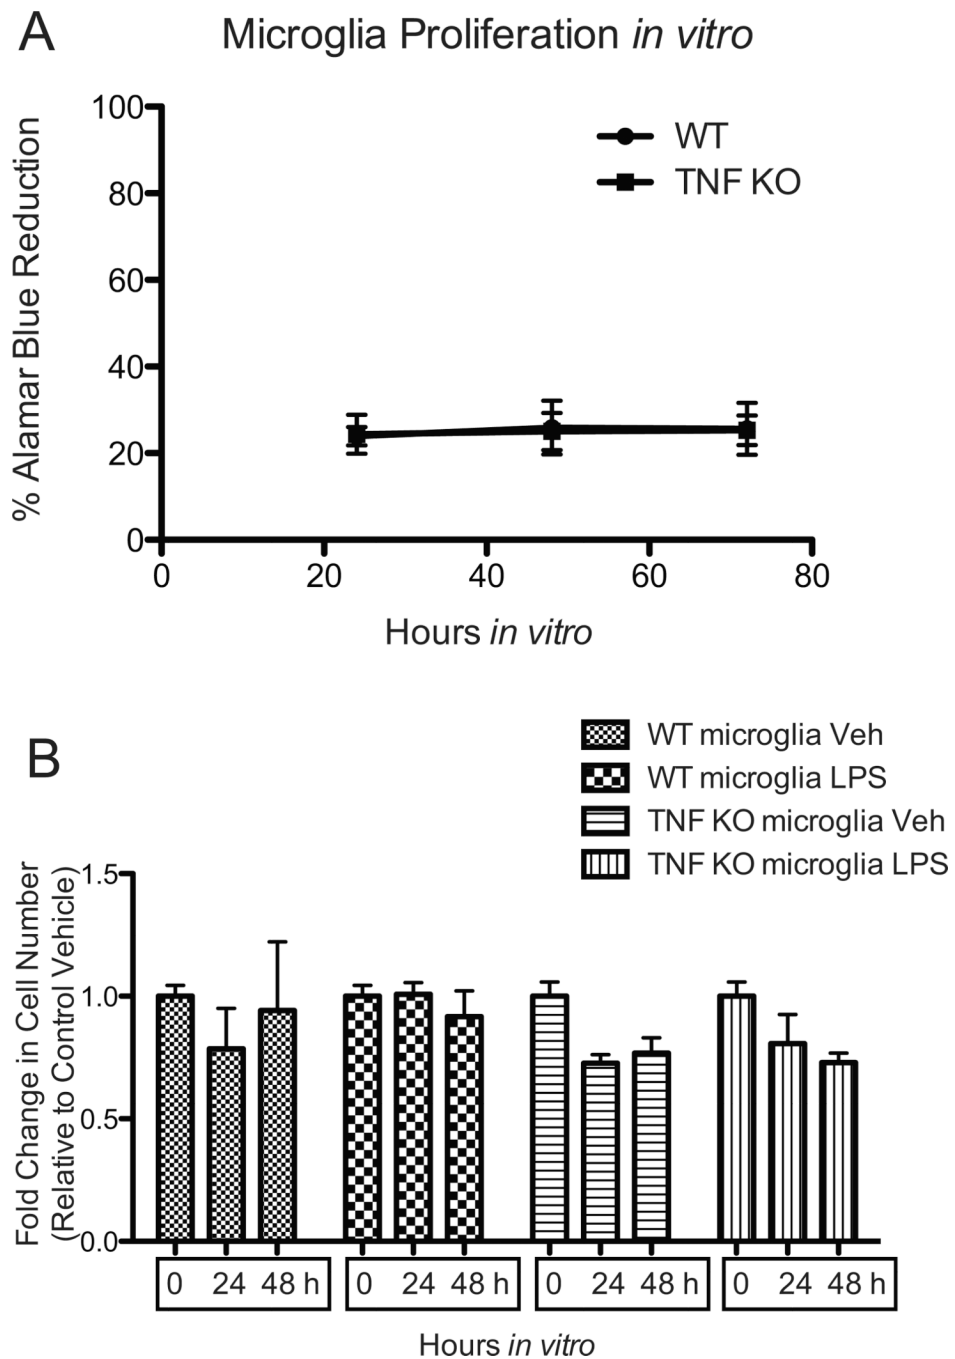 A
Microglia Proliferation in vitro
% Alamar Blue Reduction
100
80
60
40
20
0
WT
TNF KO
0 20 40 60 80
Hours in vitro
B
WT microglia Veh
WT microglia LPS
TNF KO microglia Veh
TNF KO microglia LPS
Fold Change in Cell Number
(Relative to Control Vehicle)
1.5
1.0
0.5
0.0
0 24 48 h 0 24 48 h 0 24 48 h 0 24 48 h
Hours in vitro